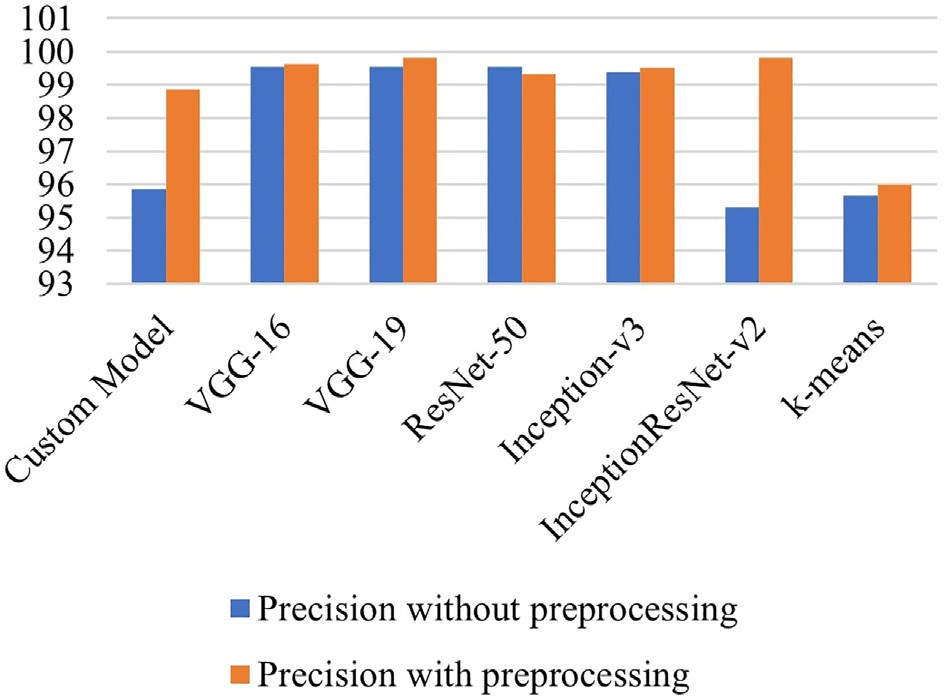 101
100
99
98
97
96
95
94
93
Custom Model
VGG-16
VGG-19
ResNet-50
Inception-v3
InceptionResNet-v2
k-means
Precision without preprocessing
Precision with preprocessing